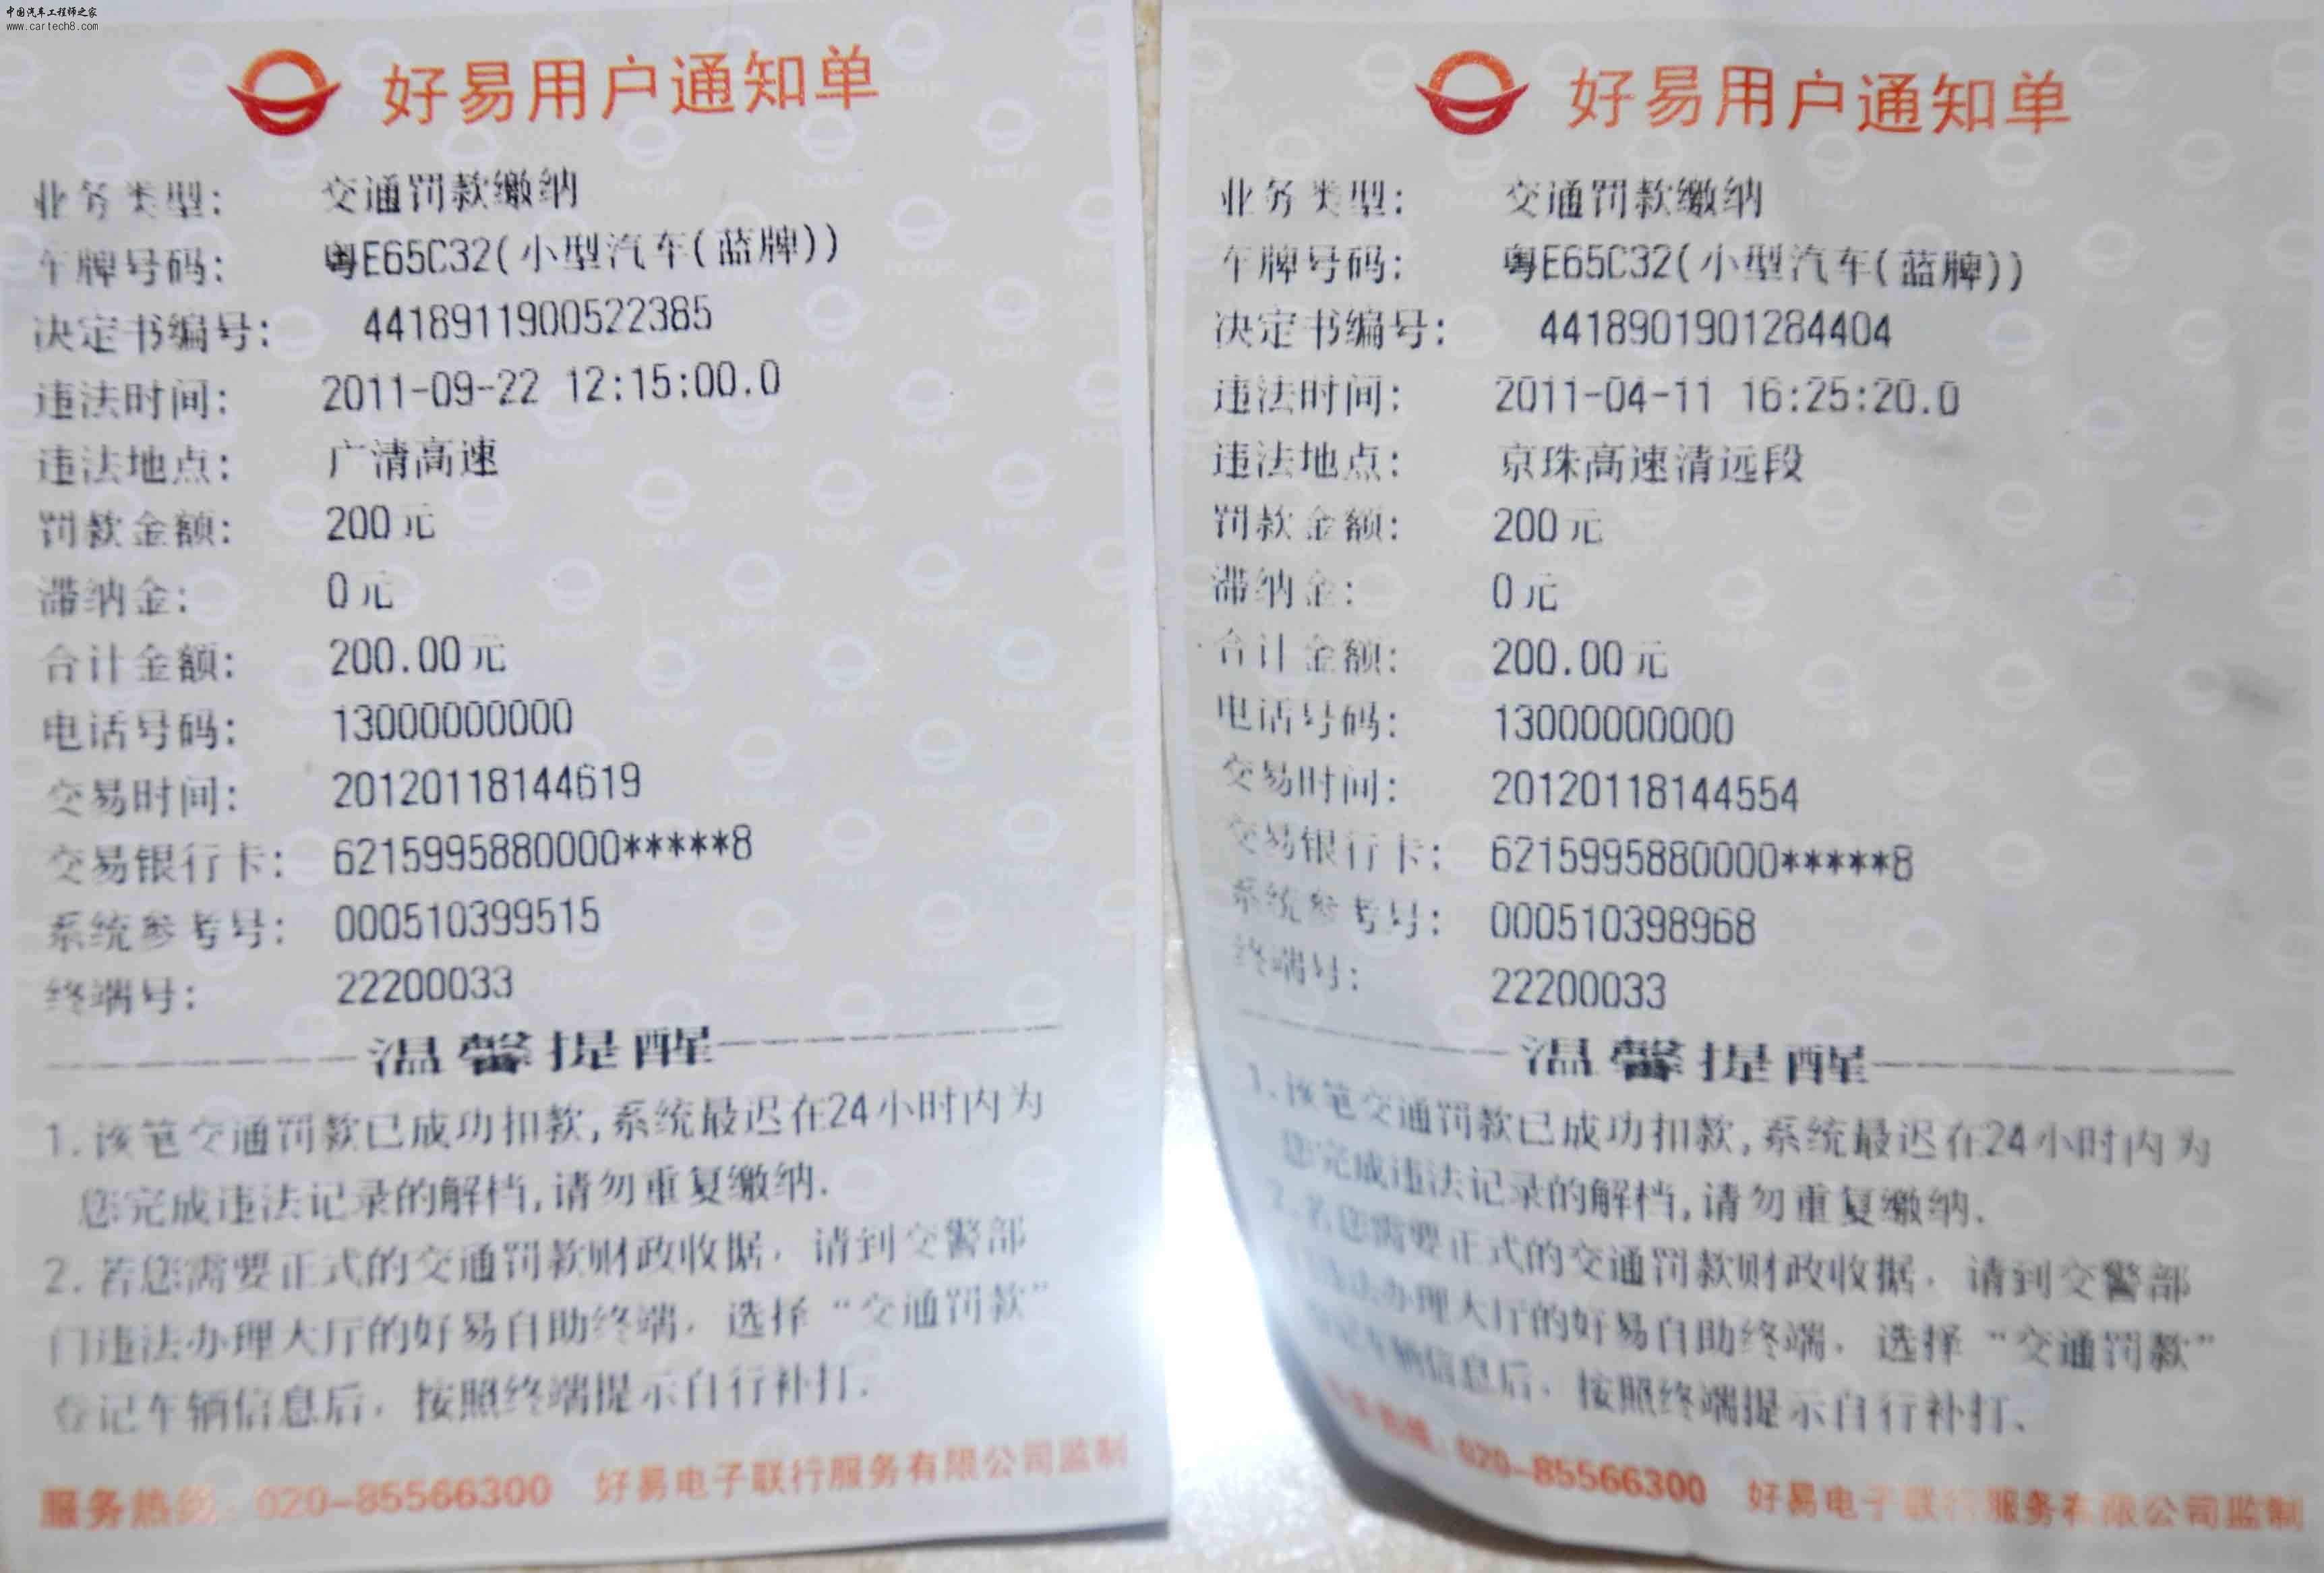 中国汽车工程师之家
www.cartech8.com
好易用户通知单
业务类型: 交通罚款缴纳
车牌号码: 粤E65C32(小型汽车(蓝牌))
决定书编号: 4418911900522385
违法时间: 2011-09-22 12:15:00.0
违法地点: 广清高速
罚款金额: 200元
滞纳金: 0元
合计金额: 200.00元
电话号码: 13000000000
交易时间: 20120118144619
交易银行卡: 6215995880000*****8
系统参考号: 000510399515
终端号: 22200033
温馨提醒
1.该笔交通罚款已成功扣款,系统最迟在24小时内为
您完成违法记录的解档,请勿重复缴纳.
2.若您需要正式的交通罚款财政收据，请到交警部
门违法办理大厅的好易自助终端，选择“交通罚款”
登记车辆信息后，按照终端提示自行补打.
服务热线：020-85566300 好易电子联行服务有限公司监制
好易用户通知单
业务类型: 交通罚款缴纳
车牌号码: 粤E65C32(小型汽车(蓝牌))
决定书编号: 4418901901284404
违法时间: 2011-04-11 16:25:20.0
违法地点: 京珠高速清远段
罚款金额: 200元
滞纳金: 0元
合计金额: 200.00元
电话号码: 13000000000
交易时间: 20120118144554
交易银行卡: 6215995880000*****8
系统参考号: 000510398968
终端号: 22200033
温馨提醒
1.该笔交通罚款已成功扣款,系统最迟在24小时内为
您完成违法记录的解档,请勿重复缴纳.
2.若您需要正式的交通罚款财政收据，请到交警部
违法办理大厅的好易自助终端，选择“交通罚款”
登记车辆信息后，按照终端提示自行补打.
热线：020-85566300 好易电子联行服务有限公司监制